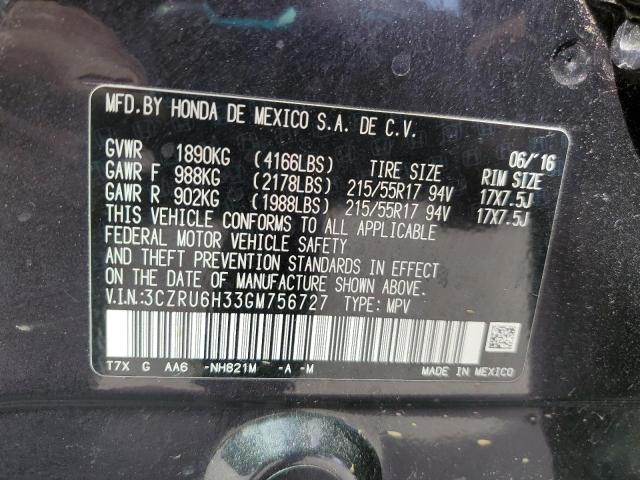 MFD.BY HONDA DE MEXICO S.A. DE C.V.
06/'16
GVWR 1890KG (4166LBS) TIRE SIZE RIM SIZE
GAWR F 988KG (2178LBS) 215/55R17 94V 17X7.5J
GAWR R 902KG (1988LBS) 215/55R17 94V 17X7.5J
THIS VEHICLE CONFORMS TO ALL APPLICABLE
FEDERAL MOTOR VEHICLE SAFETY
AND THEFT PREVENTION STANDARDS IN EFFECT
ON THE DATE OF MANUFACTURE SHOWN ABOVE.
V.I.N.:3CZRU6H33GM756727 TYPE: MPV
T7X G AA6 -NH821M -A -M MADE IN MEXICO